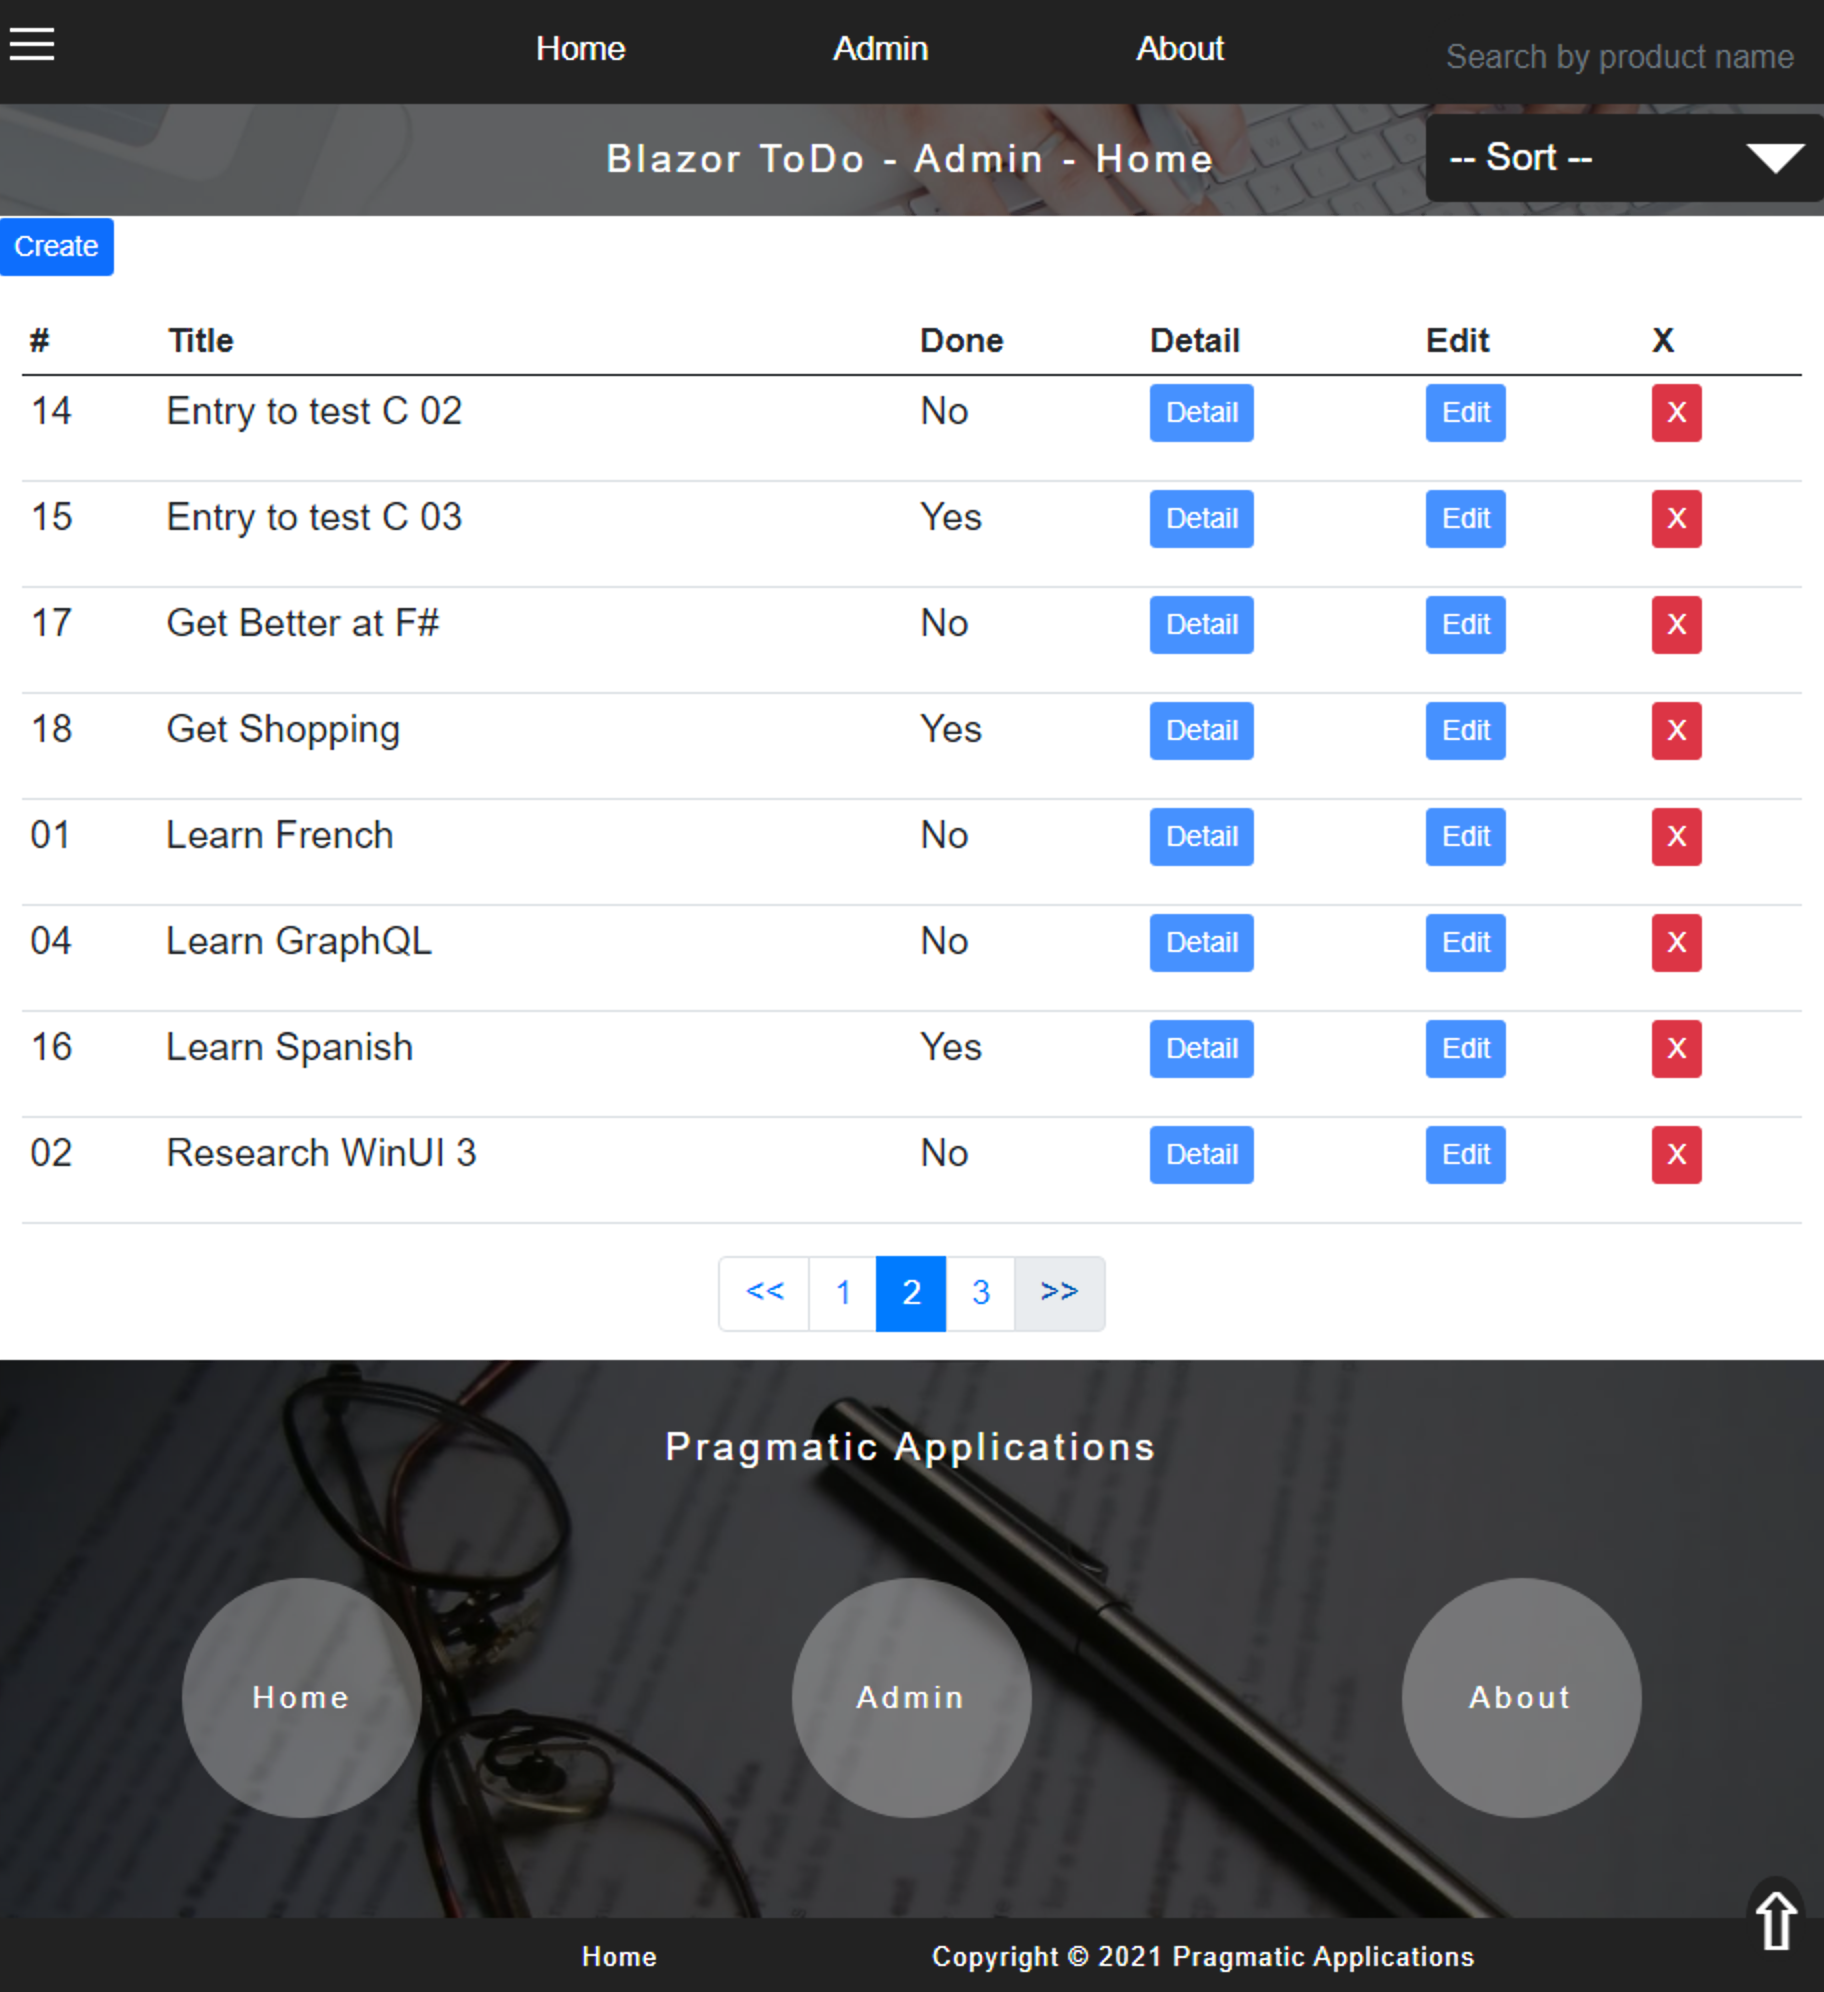 Home Admin About Search by product name
Blazor ToDo - Admin - Home -- Sort --
Create
# Title Done Detail Edit X
14 Entry to test C 02 No Detail Edit X
15 Entry to test C 03 Yes Detail Edit X
17 Get Better at F# No Detail Edit X
18 Get Shopping Yes Detail Edit X
01 Learn French No Detail Edit X
04 Learn GraphQL No Detail Edit X
16 Learn Spanish Yes Detail Edit X
02 Research WinUI 3 No Detail Edit X
<< 1 2 3 >>
Pragmatic Applications
Home Admin About
Home Copyright © 2021 Pragmatic Applications